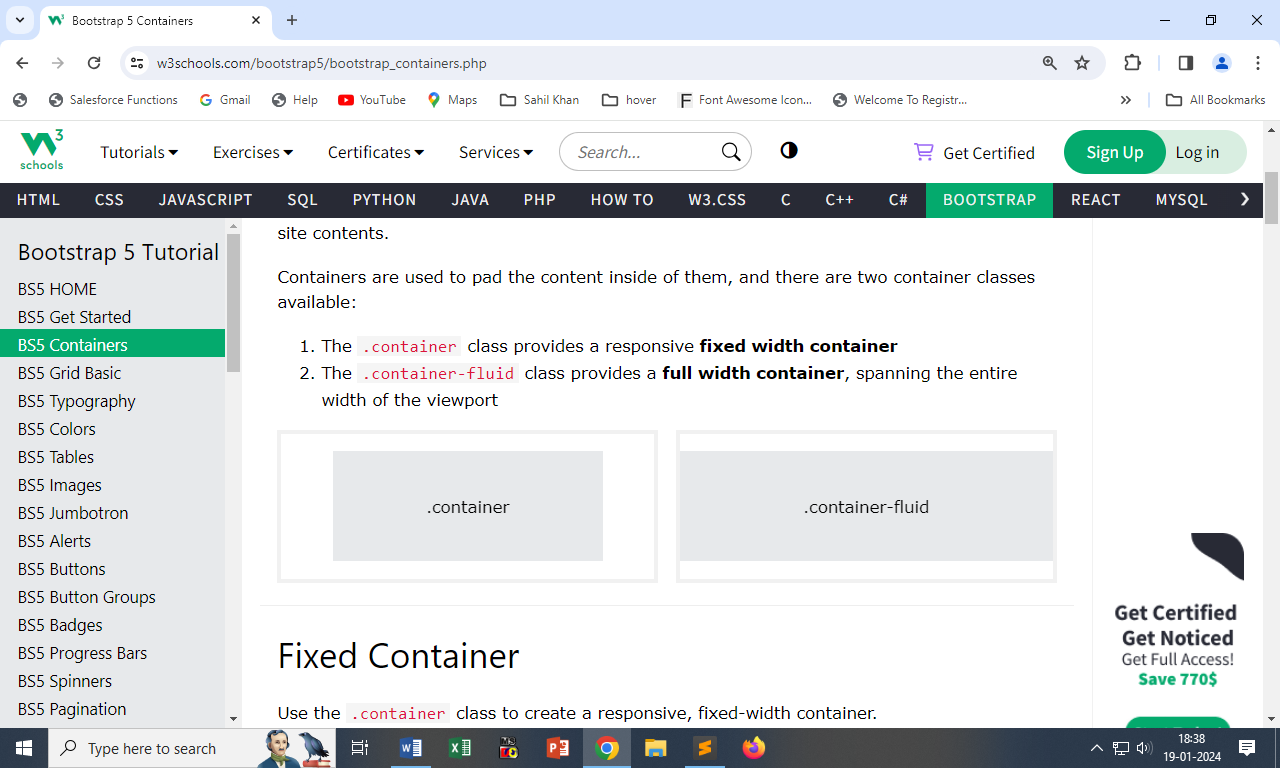 Bootstrap 5 Containers
w3schools.com/bootstrap5/bootstrap_containers.php
Salesforce Functions
Gmail
Help
YouTube
Maps
Sahil Khan
hover
Font Awesome Icon...
Welcome To Registr...
All Bookmarks
W3 schools
Tutorials
Exercises
Certificates
Services
Search...
Get Certified
Sign Up
Log in
HTML
CSS
JAVASCRIPT
SQL
PYTHON
JAVA
PHP
HOW TO
W3.CSS
C
C++
C#
BOOTSTRAP
REACT
MYSQL
Bootstrap 5 Tutorial
BS5 HOME
BS5 Get Started
BS5 Containers
BS5 Grid Basic
BS5 Typography
BS5 Colors
BS5 Tables
BS5 Images
BS5 Jumbotron
BS5 Alerts
BS5 Buttons
BS5 Button Groups
BS5 Badges
BS5 Progress Bars
BS5 Spinners
BS5 Pagination
site contents.
Containers are used to pad the content inside of them, and there are two container classes
available:
1. The .container class provides a responsive fixed width container
2. The .container-fluid class provides a full width container, spanning the entire
width of the viewport
.container
.container-fluid
Fixed Container
Use the .container class to create a responsive, fixed-width container.
Get Certified
Get Noticed
Get Full Access!
Save 770$
Type here to search
18:38
19-01-2024